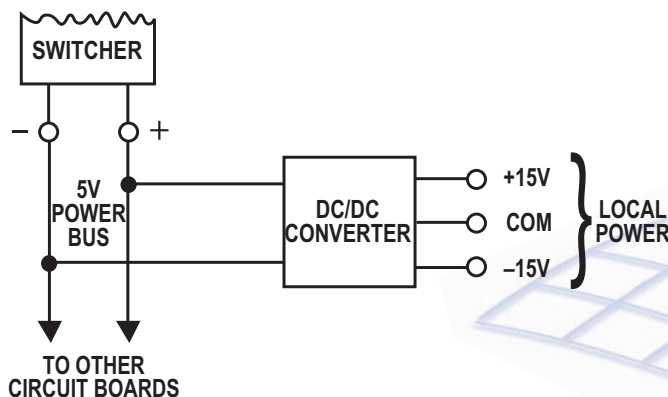 SWITCHER
– +
5V
POWER
BUS
DC/DC
CONVERTER
+15V
COM
–15V
LOCAL
POWER
TO OTHER
CIRCUIT BOARDS